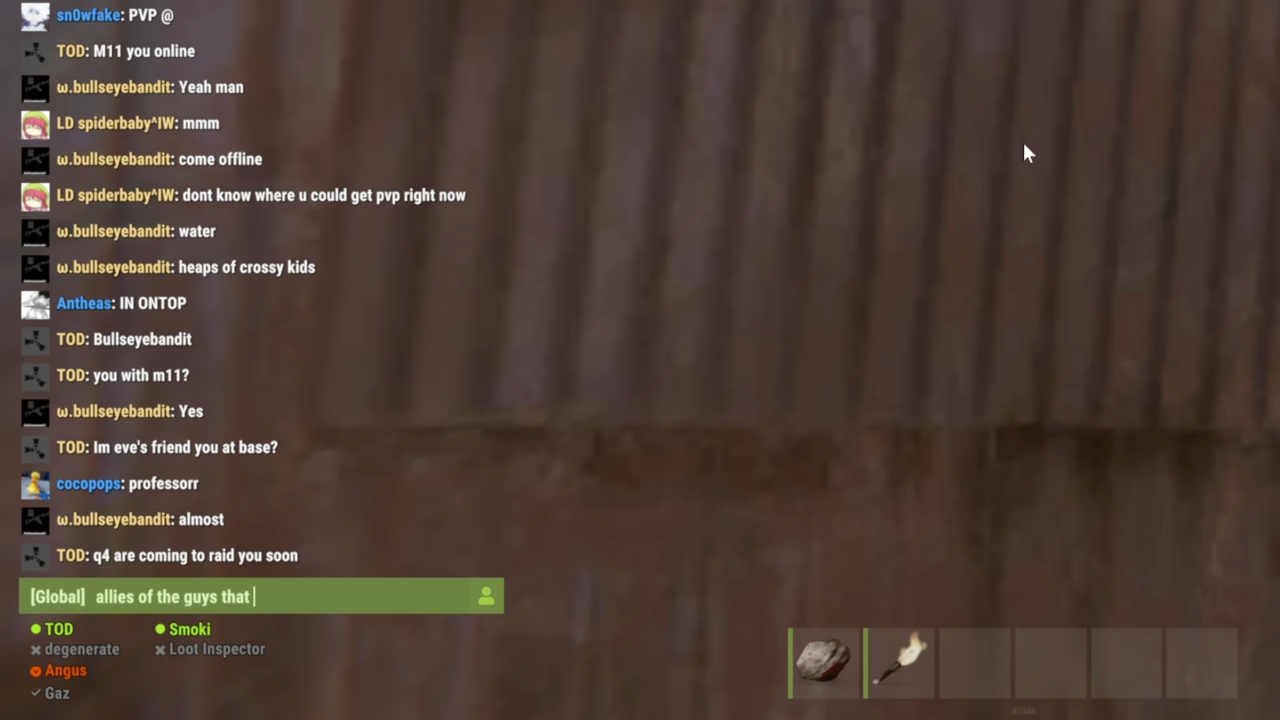 sn0wfake: PVP @
TOD: M11 you online
ω.bullseyebandit: Yeah man
LD spiderbaby^IW: mmm
ω.bullseyebandit: come offline
LD spiderbaby^IW: dont know where u could get pvp right now
ω.bullseyebandit: water
ω.bullseyebandit: heaps of crossy kids
Antheas: IN ONTOP
TOD: Bullseyebandit
TOD: you with m11?
ω.bullseyebandit: Yes
TOD: Im eve's friend you at base?
cocopops: professorr
ω.bullseyebandit: almost
TOD: q4 are coming to raid you soon
[Global] allies of the guys that
TOD Smoki
degenerate Loot Inspector
Angus
Gaz